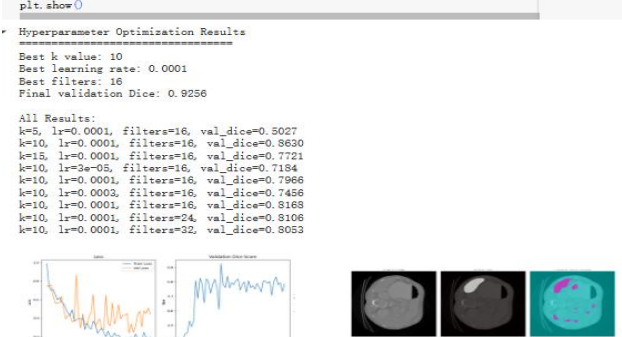 plt.show()
Hyperparameter Optimization Results
==================================
Best k value: 10
Best learning rate: 0.0001
Best filters: 16
Final validation Dice: 0.9256
All Results:
k=5, lr=0.0001, filters=16, val_dice=0.5027
k=10, lr=0.0001, filters=16, val_dice=0.8630
k=15, lr=0.0001, filters=16, val_dice=0.7721
k=10, lr=3e-05, filters=16, val_dice=0.7184
k=10, lr=0.0001, filters=16, val_dice=0.7966
k=10, lr=0.0003, filters=16, val_dice=0.7456
k=10, lr=0.0001, filters=16, val_dice=0.8168
k=10, lr=0.0001, filters=24, val_dice=0.8106
k=10, lr=0.0001, filters=32, val_dice=0.8053
Loss
Validation Dice Score